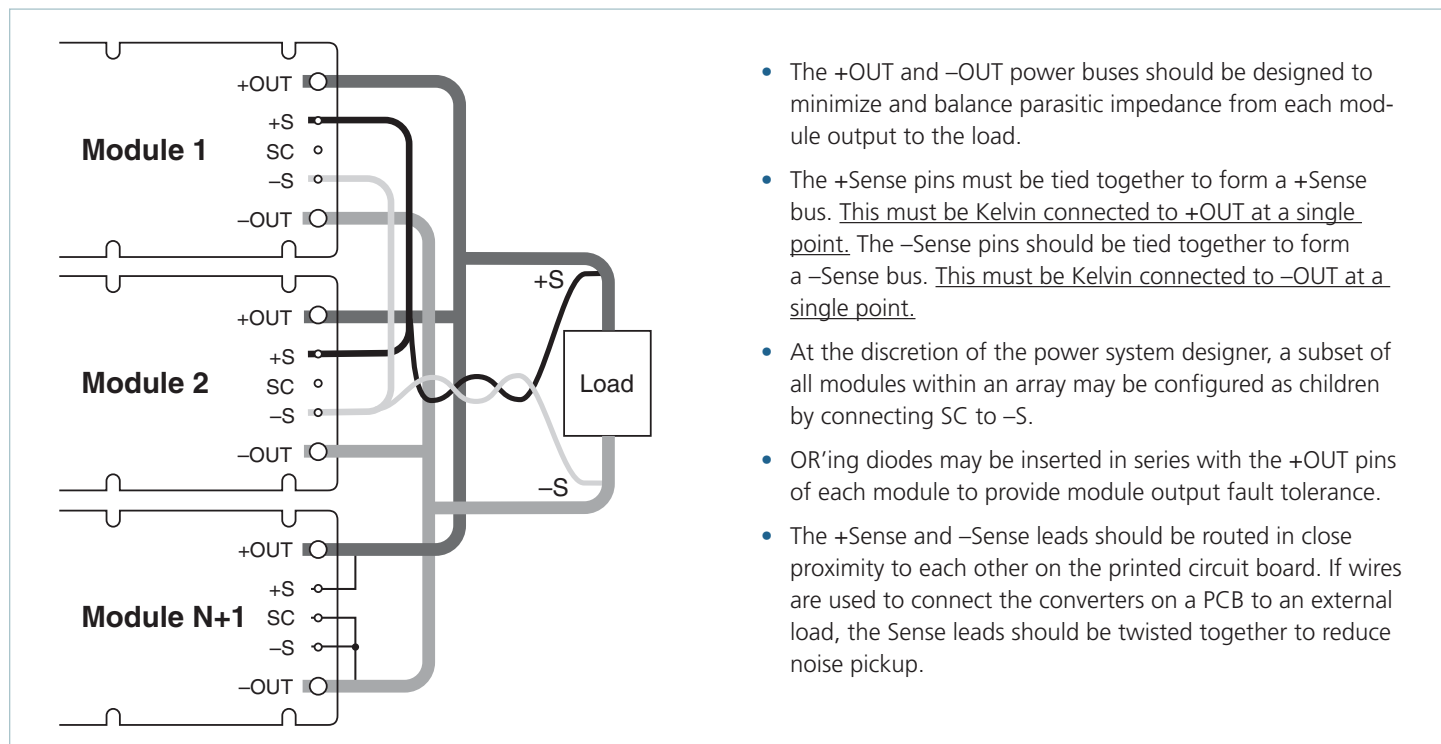 +OUT
+S
Module 1
SC
–S
–OUT
+OUT
+S
Module 2
SC
–S
–OUT
+OUT
+S
Module N+1
SC
–S
–OUT
+S
Load
–S
• The +OUT and –OUT power buses should be designed to
minimize and balance parasitic impedance from each mod-
ule output to the load.
• The +Sense pins must be tied together to form a +Sense
bus. This must be Kelvin connected to +OUT at a single
point. The –Sense pins should be tied together to form
a –Sense bus. This must be Kelvin connected to –OUT at a
single point.
• At the discretion of the power system designer, a subset of
all modules within an array may be configured as children
by connecting SC to –S.
• OR'ing diodes may be inserted in series with the +OUT pins
of each module to provide module output fault tolerance.
• The +Sense and –Sense leads should be routed in close
proximity to each other on the printed circuit board. If wires
are used to connect the converters on a PCB to an external
load, the Sense leads should be twisted together to reduce
noise pickup.